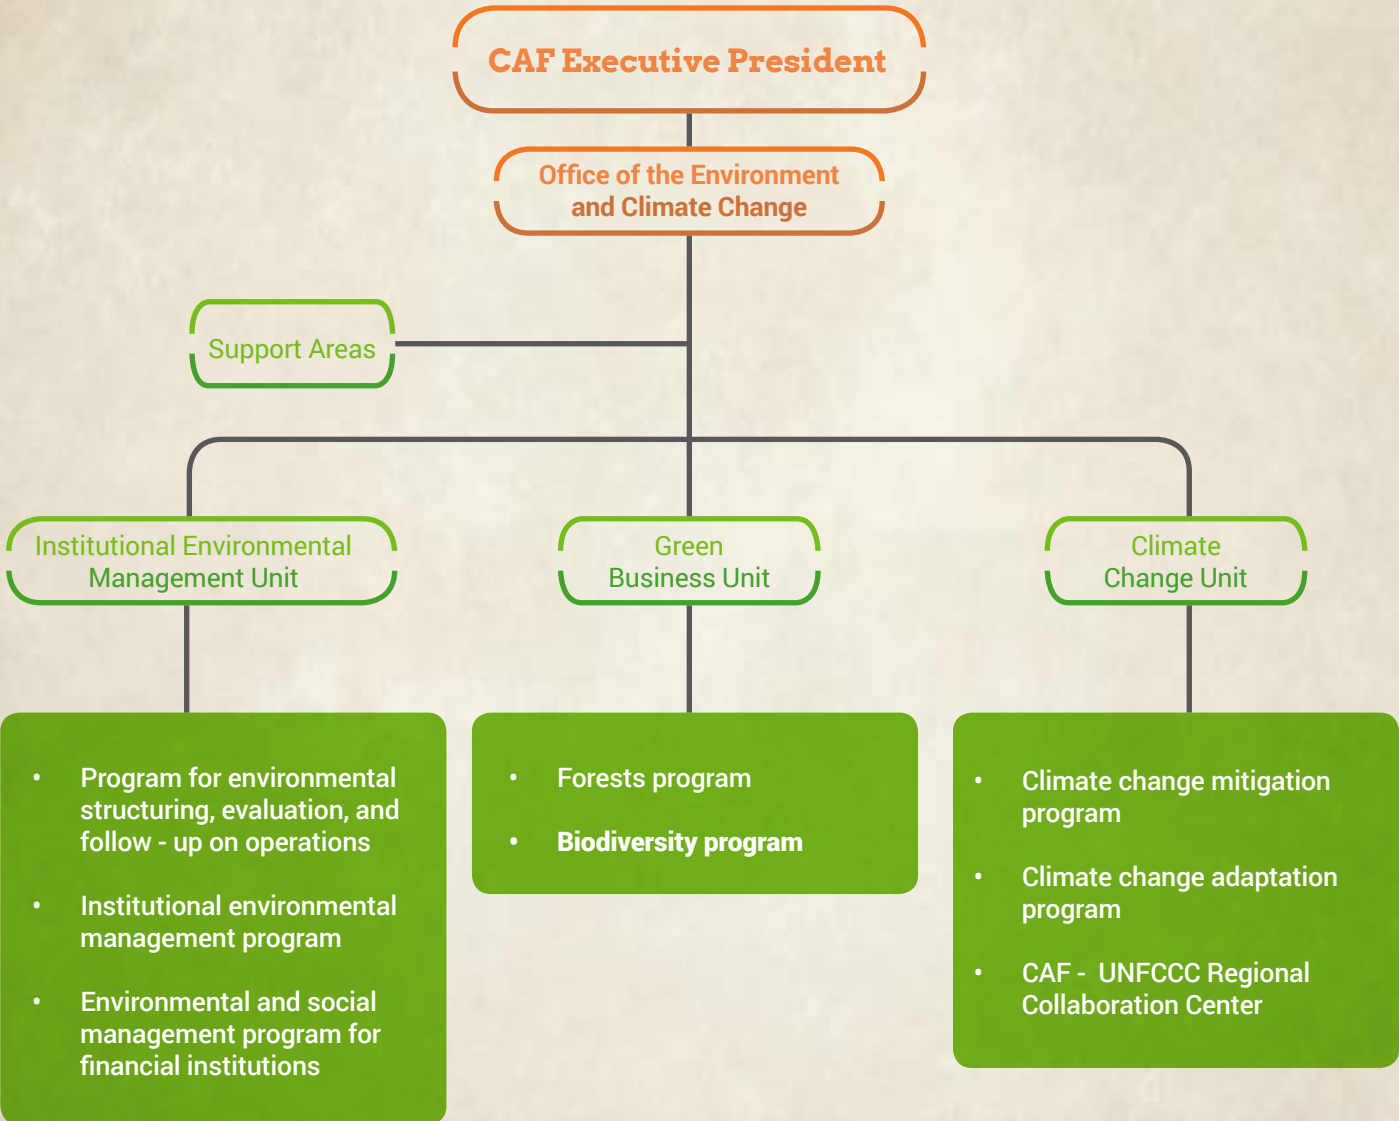 CAF Executive President
Office of the Environment
and Climate Change
Support Areas
Institutional Environmental
Management Unit
Green
Business Unit
Climate
Change Unit
• Program for environmental
structuring, evaluation, and
follow - up on operations
• Institutional environmental
management program
• Environmental and social
management program for
financial institutions
• Forests program
• Biodiversity program
• Climate change mitigation
program
• Climate change adaptation
program
• CAF - UNFCCC Regional
Collaboration Center